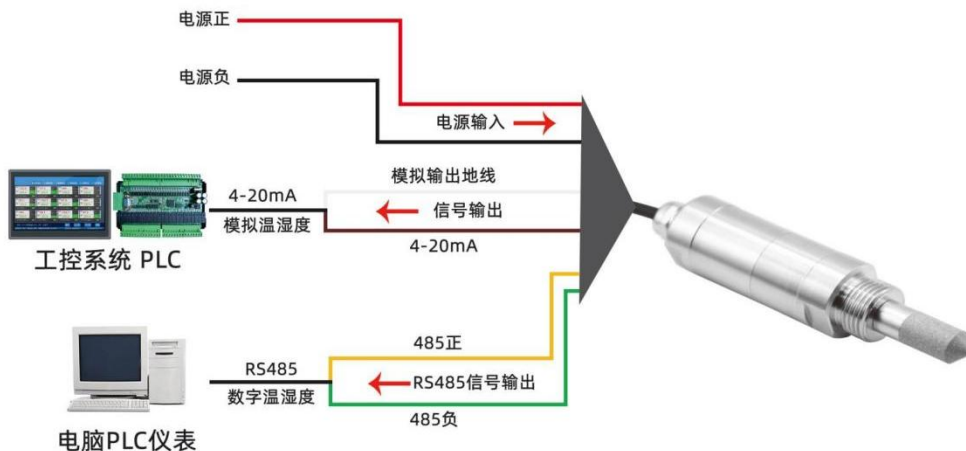 电源正
电源负
电源输入
模拟输出地线
4-20mA
信号输出
模拟温湿度
4-20mA
工控系统 PLC
485正
RS485
RS485信号输出
数字温湿度
485负
电脑PLC仪表